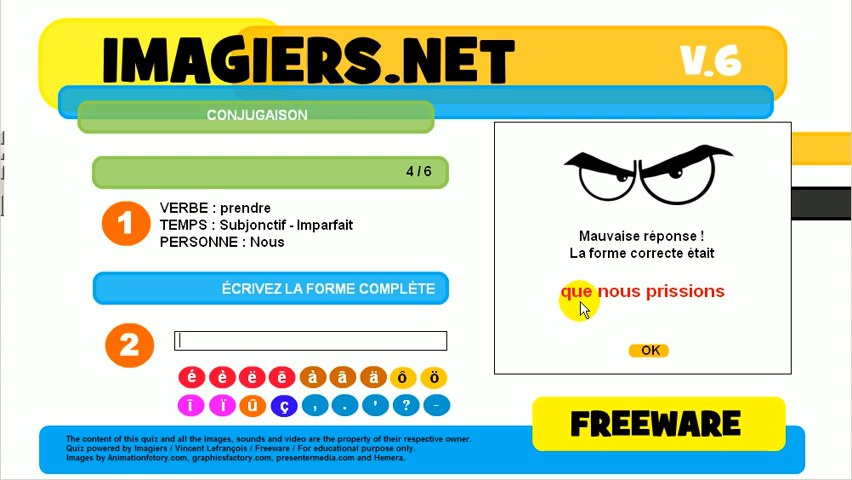 IMAGIERS.NET
V.6
CONJUGAISON
4 / 6
1
VERBE : prendre
TEMPS : Subjonctif - Imparfait
PERSONNE : Nous
ÉCRIVEZ LA FORME COMPLÈTE
2
é è ë ê à â ä ô ö
î ï û ç , . ' ? -
Mauvaise réponse !
La forme correcte était
que nous prissions
OK
FREEWARE
The content of this quiz and all the images, sounds and video are the property of their respective owner.
Quiz powered by Imagiers / Vincent Lefrançois / Freeware / For educational purpose only.
Images by Animationfctory.com, graphicsfactory.com, presentermedia.com and Hemera.